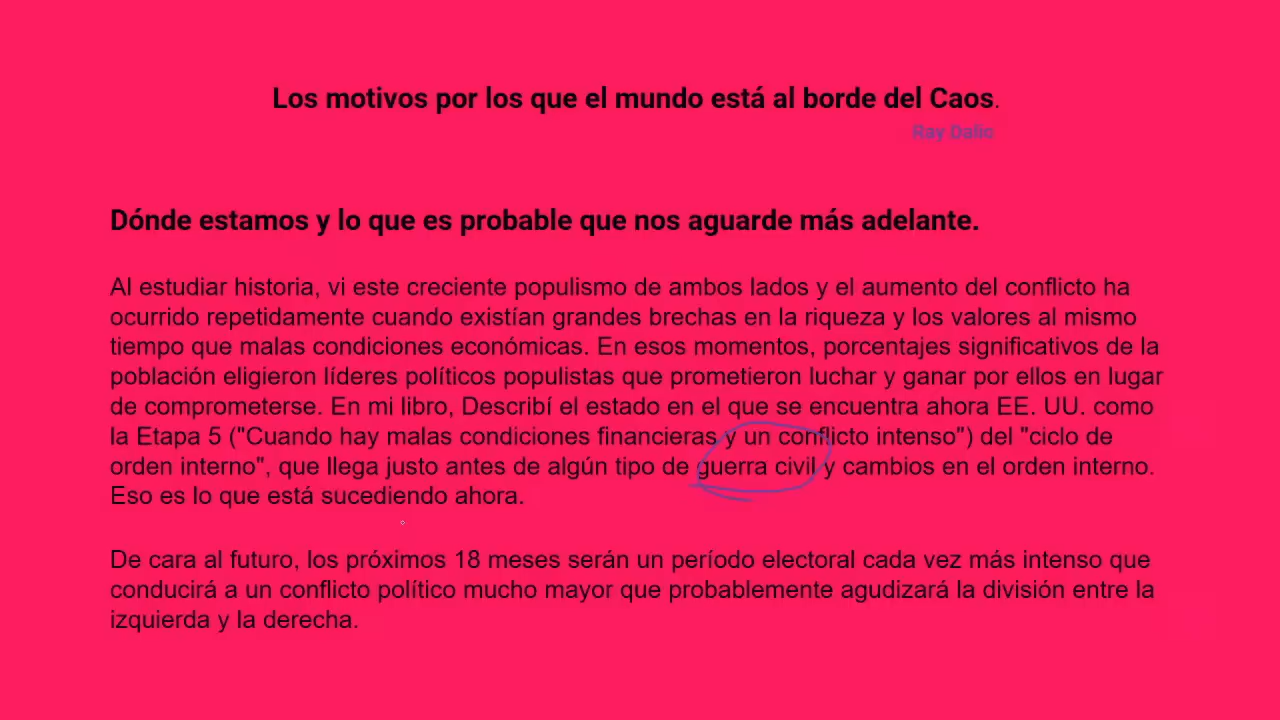 Los motivos por los que el mundo está al borde del Caos.
Ray Dalio
Dónde estamos y lo que es probable que nos aguarde más adelante.
Al estudiar historia, vi este creciente populismo de ambos lados y el aumento del conflicto ha
ocurrido repetidamente cuando existían grandes brechas en la riqueza y los valores al mismo
tiempo que malas condiciones económicas. En esos momentos, porcentajes significativos de la
población eligieron líderes políticos populistas que prometieron luchar y ganar por ellos en lugar
de comprometerse. En mi libro, Describí el estado en el que se encuentra ahora EE. UU. como
la Etapa 5 ("Cuando hay malas condiciones financieras y un conflicto intenso") del "ciclo de
orden interno", que llega justo antes de algún tipo de guerra civil y cambios en el orden interno.
Eso es lo que está sucediendo ahora.
De cara al futuro, los próximos 18 meses serán un período electoral cada vez más intenso que
conducirá a un conflicto político mucho mayor que probablemente agudizará la división entre la
izquierda y la derecha.